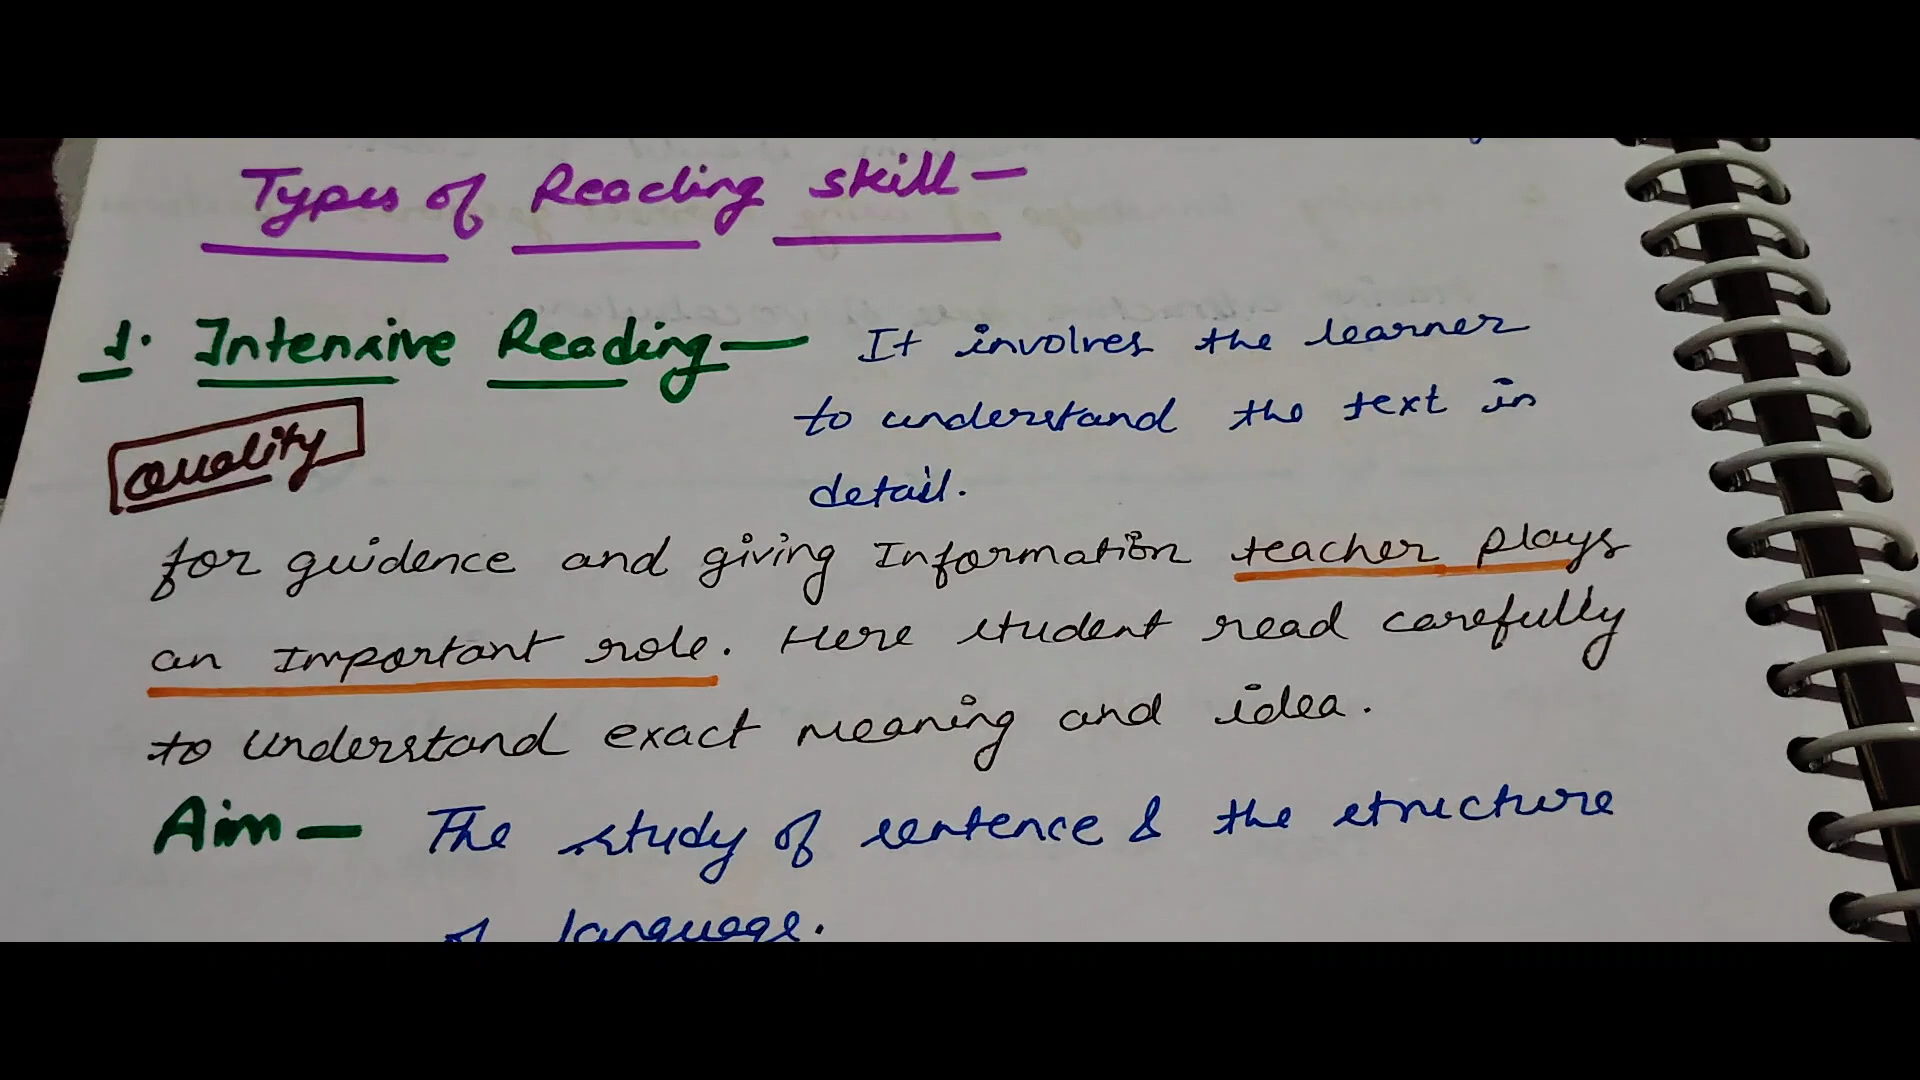 Types of Reading skill —
1. Intensive Reading — It involves the learner
Quality
to understand the text in
detail.
for guidence and giving Information teacher plays
an Important role. Here student read carefully
to understand exact meaning and idea.
Aim — The study of sentence & the structure
of language.